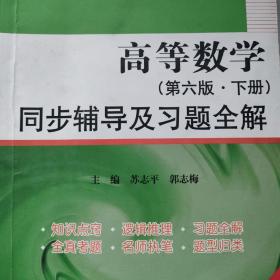 高等数学
(第六版·下册)
同步辅导及习题全解
主 编 苏志平 郭志梅
·知识点窍 ·逻辑推理 ·习题全解
·全真考题 ·名师执笔 ·题型归类